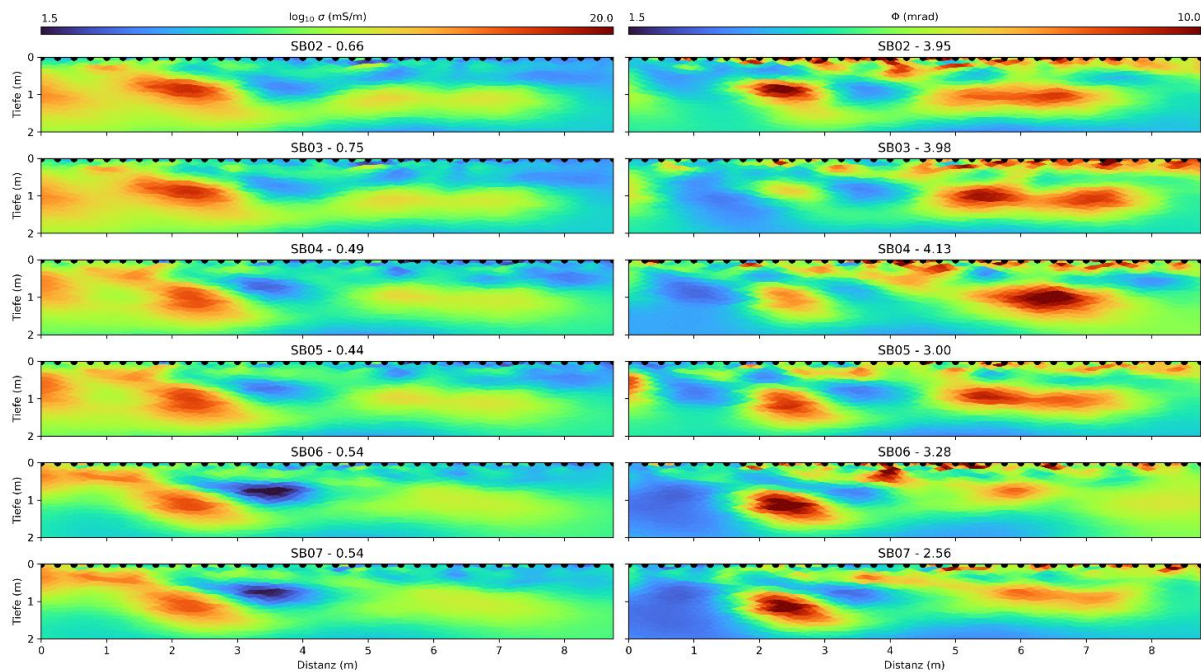 log₁₀ σ (mS/m)
1.5 20.0
Φ (mrad)
1.5 10.0
SB02 - 0.66
SB02 - 3.95
0
1
2
Tiefe (m)
SB03 - 0.75
SB03 - 3.98
0
1
2
Tiefe (m)
SB04 - 0.49
SB04 - 4.13
0
1
2
Tiefe (m)
SB05 - 0.44
SB05 - 3.00
0
1
2
Tiefe (m)
SB06 - 0.54
SB06 - 3.28
0
1
2
Tiefe (m)
SB07 - 0.54
SB07 - 2.56
0
1
2
Tiefe (m)
0 1 2 3 4 5 6 7 8
Distanz (m)
0 1 2 3 4 5 6 7 8
Distanz (m)